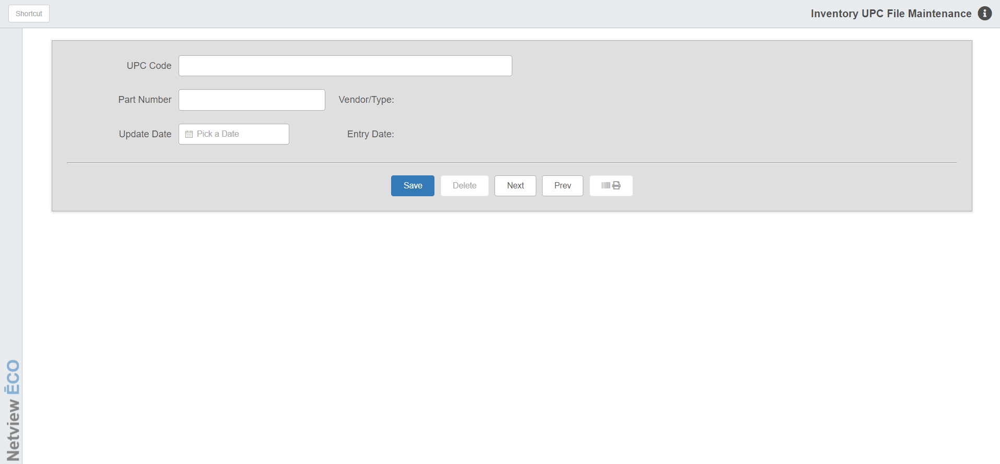 Shortcut
Inventory UPC File Maintenance
UPC Code
Part Number
Vendor/Type:
Update Date
Pick a Date
Entry Date:
Save
Delete
Next
Prev
Netview ĒCO